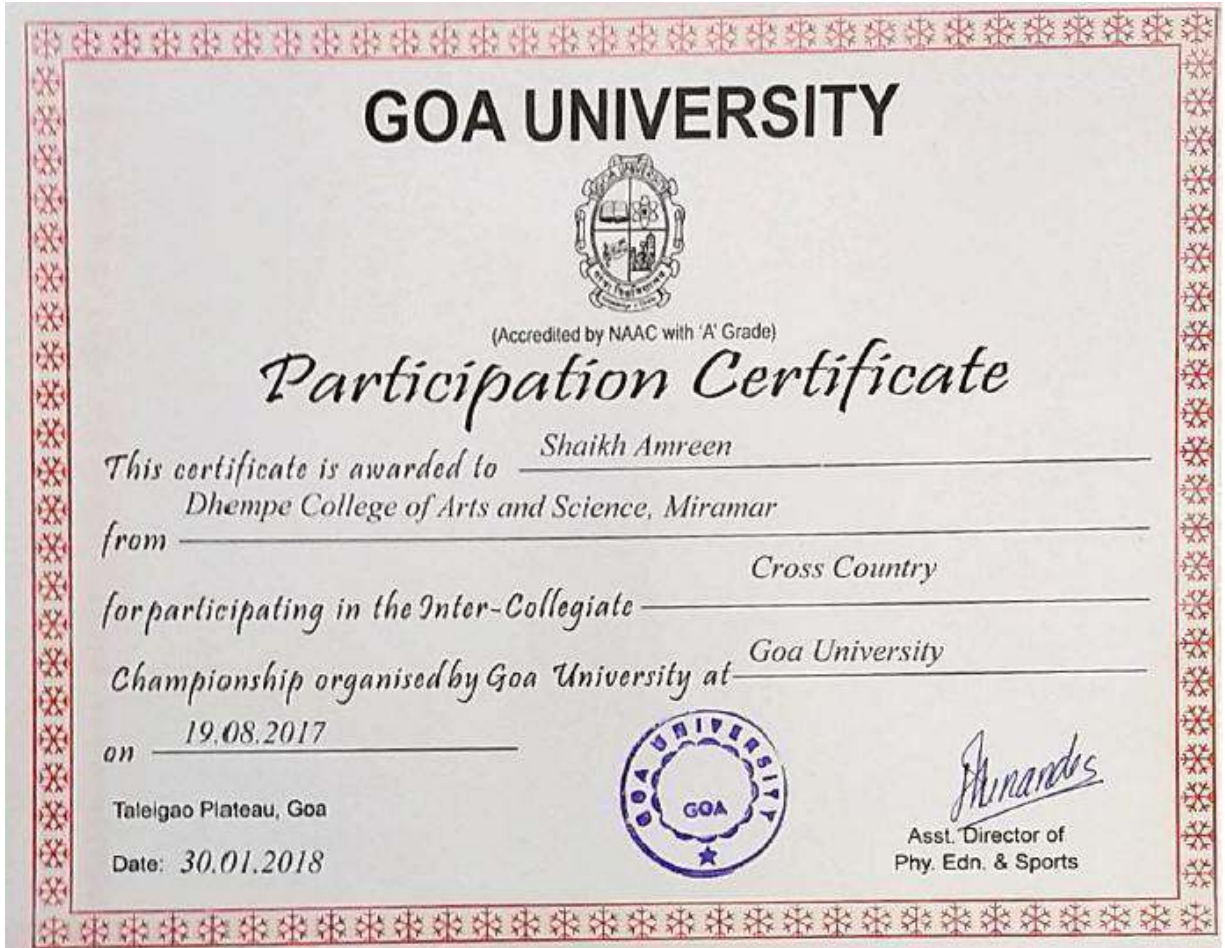 GOA UNIVERSITY
GOA UNIVERSITY
(Accredited by NAAC with 'A' Grade)
Participation Certificate
This certificate is awarded to Shaikh Amreen
from Dhempe College of Arts and Science, Miramar
for participating in the Inter-Collegiate Cross Country
Championship organised by Goa University at Goa University
on 19.08.2017
Taleigao Plateau, Goa
Date: 30.01.2018
GOA UNIVERSITY
GOA
Asst. Director of
Phy. Edn. & Sports